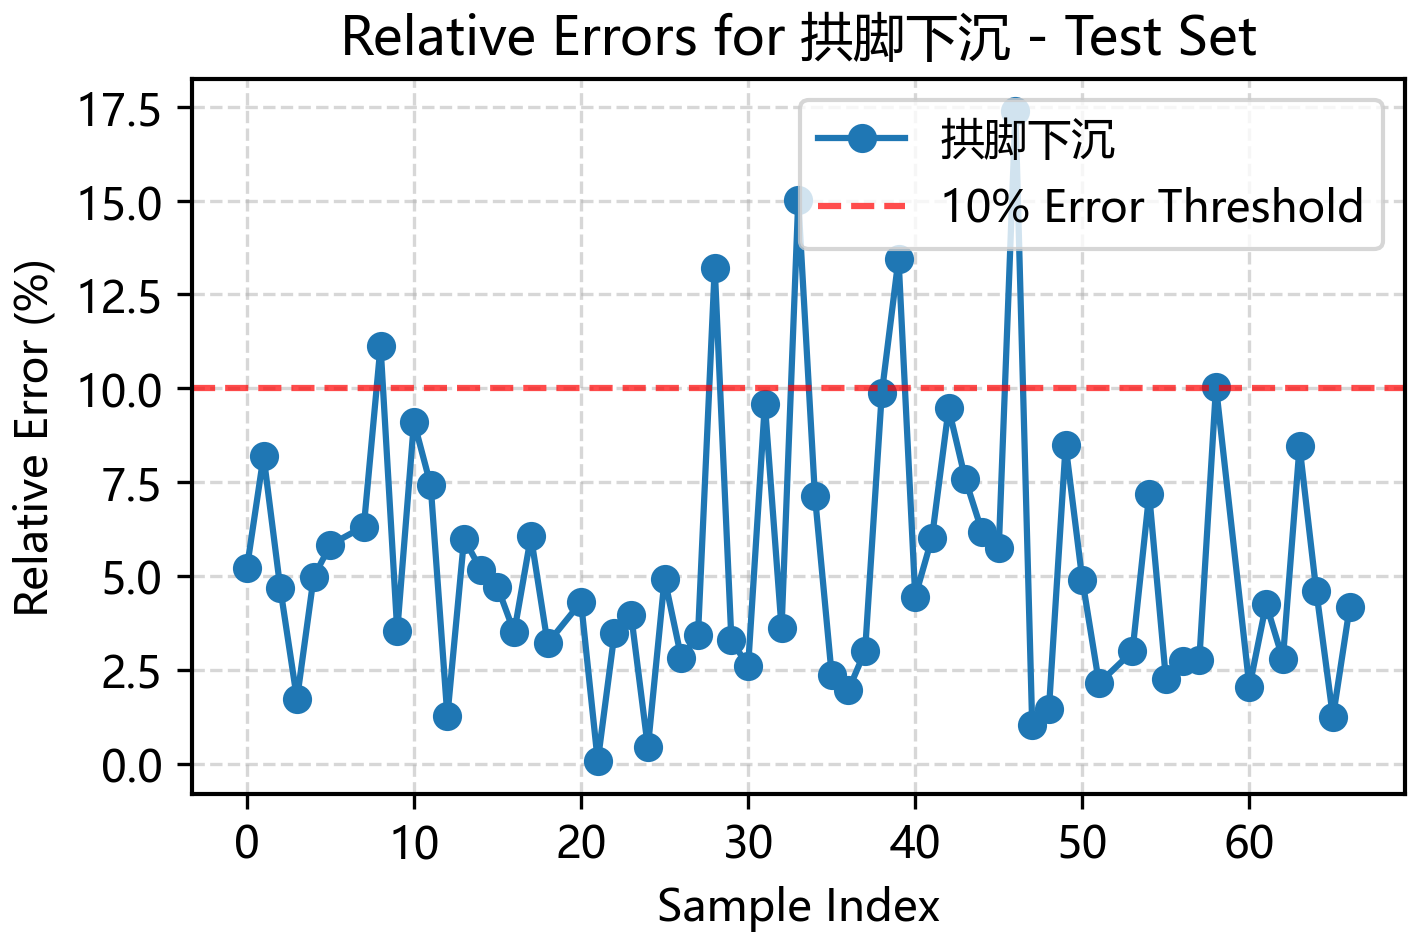 Relative Errors for 拱脚下沉 - Test Set
拱脚下沉
10% Error Threshold
Relative Error (%)
17.5
15.0
12.5
10.0
7.5
5.0
2.5
0.0
0 10 20 30 40 50 60
Sample Index